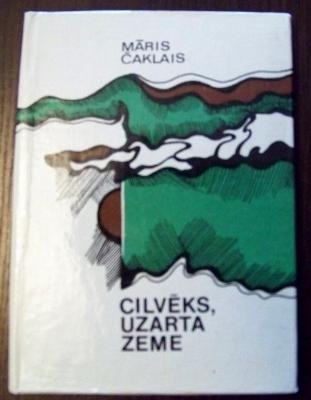 MĀRIS
ČAKLAIS
CILVĒKS,
UZARTA
ZEME